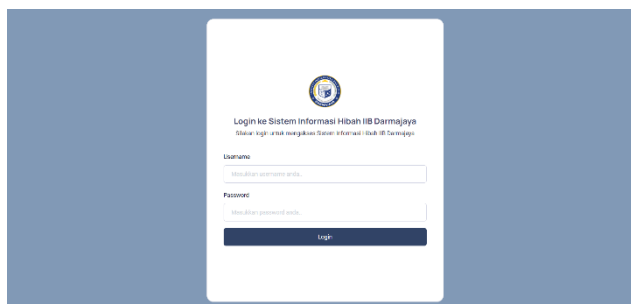 Login ke Sistem Informasi Hibah IIB Darmajaya
Silakan login untuk mengakses Sistem Informasi Hibah IIB Darmajaya
Username
Masukkan username anda...
Password
Masukkan password anda...
Login